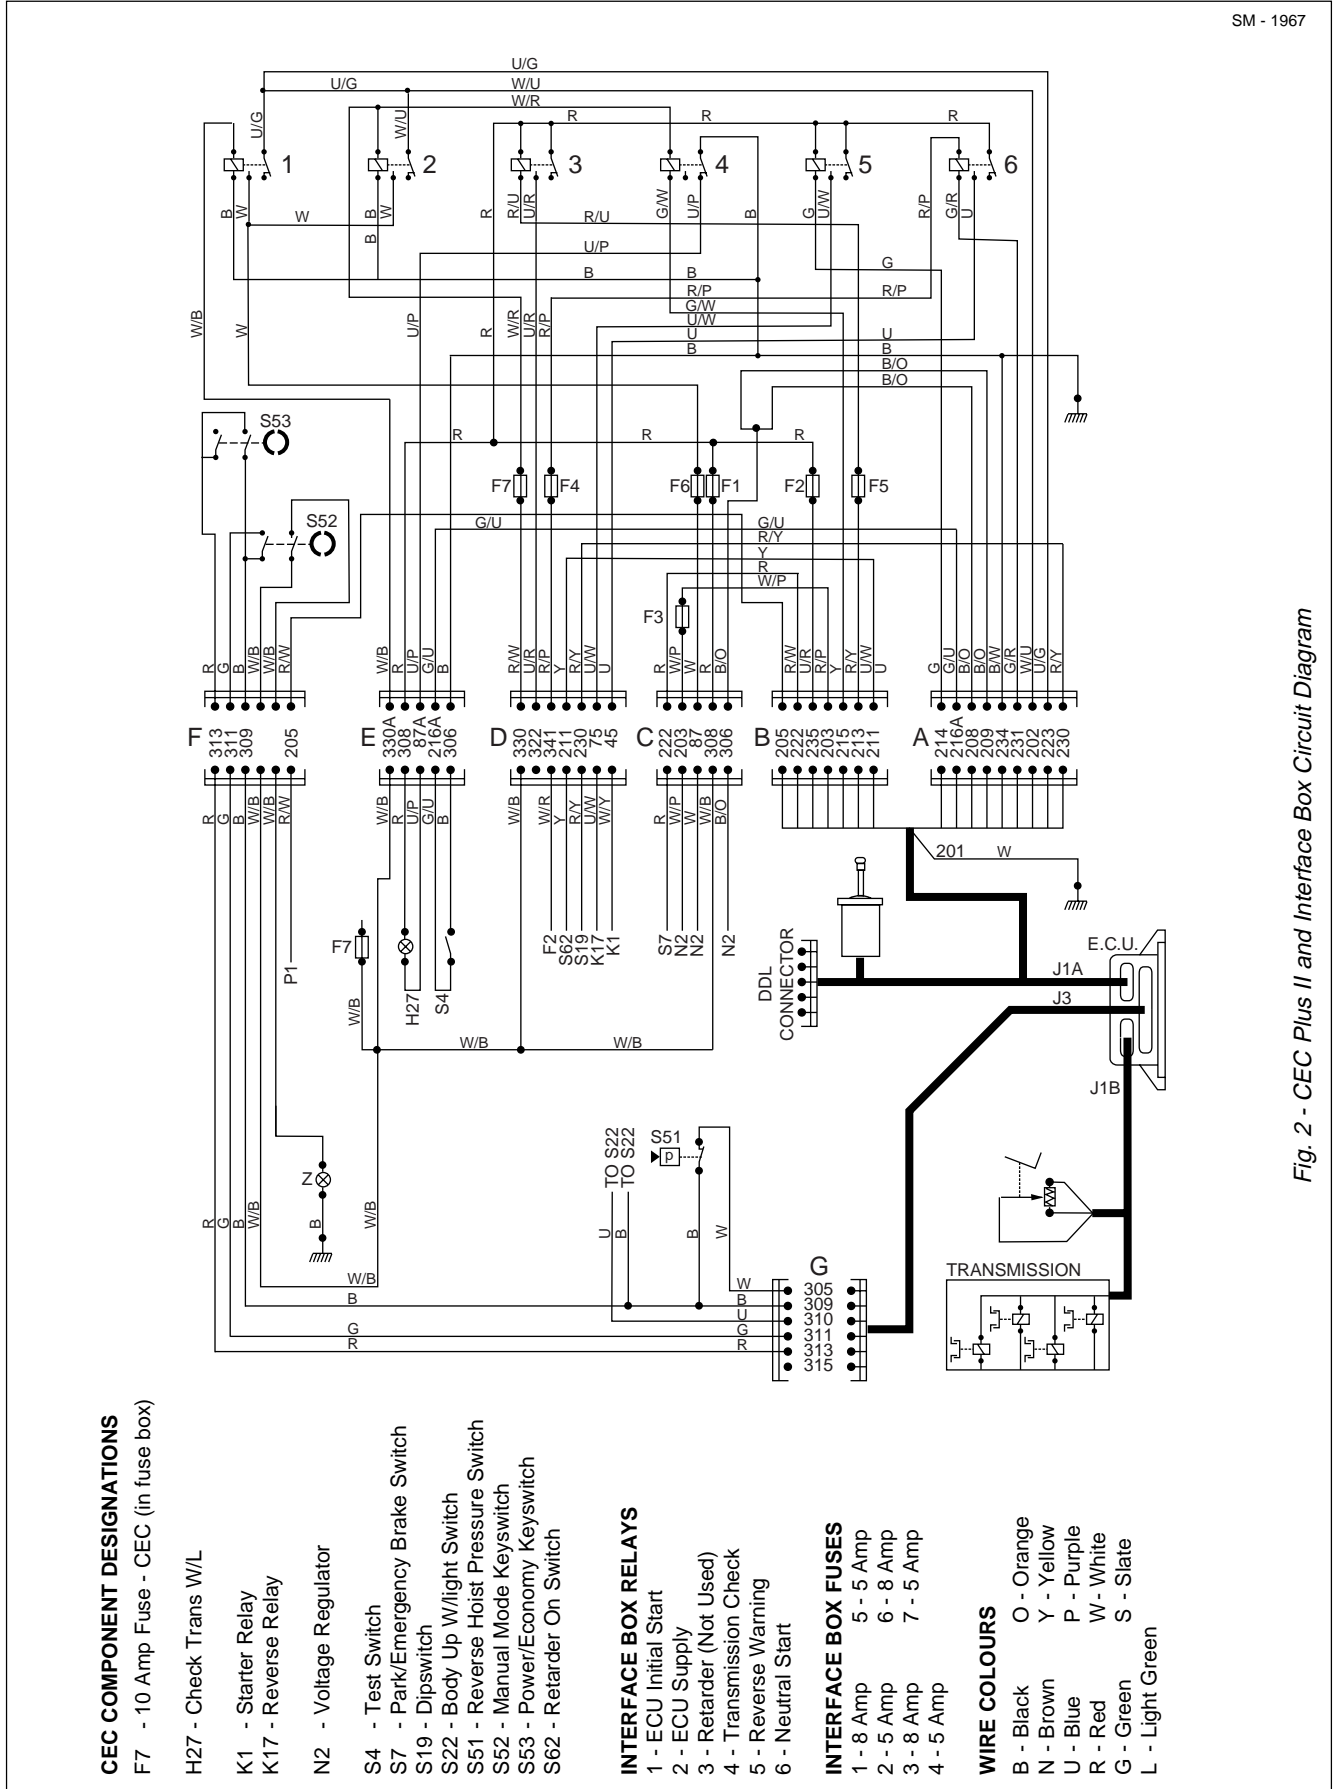 SM - 1967
U/G
U/G
W/U
W/R
U/G
W/U
R
R
R
1
2
3
4
5
6
B
W
W
B
W
B
R
R/U
U/R
R/U
G/W
U/P
B
G
U/W
R/P
G/R
U
U/P
B
B
G
R/P
R/P
G/W
U/W
U
U
B
B
B/O
B/O
W/B
W
U/P
R
W/R
U/R
R/P
S53
R
R
R
F7
F4
F6
F1
F2
F5
S52
G/U
G/U
R/Y
Y
R
W/P
F3
R
G
B
W/B
W/B
R/W
W/B
R
U/P
G/U
B
R/W
U/R
R/P
Y
R/Y
U/W
U
R
W/P
W
R
B/O
R/W
U/R
R/P
Y
R/Y
U/W
U
G
G/U
B/O
B/O
B/W
G/R
W/U
U/G
R/Y
F
313
311
309
205
E
330A
308
87A
216A
306
D
330
322
341
211
230
75
45
C
222
203
87
308
306
B
205
222
235
203
215
213
211
A
214
216A
208
209
234
231
202
223
230
R
G
B
W/B
W/B
R/W
W/B
R
U/P
G/U
B
W/B
W/R
Y
R/Y
U/W
W/Y
R
W/P
W
W/B
B/O
201
W
F7
P1
H27
S4
F2
S62
S19
K17
K1
S7
N2
N2
N2
DDL
CONNECTOR
E.C.U.
J1A
J3
J1B
W/B
W/B
W/B
Z
B
R
G
B
W/B
W/B
W/B
TO S22
TO S22
S51
p
U
B
B
W
B
G
R
W
B
U
G
R
G
305
309
310
311
313
315
TRANSMISSION
CEC COMPONENT DESIGNATIONS
F7 - 10 Amp Fuse - CEC (in fuse box)
H27 - Check Trans W/L
K1 - Starter Relay
K17 - Reverse Relay
N2 - Voltage Regulator
S4 - Test Switch
S7 - Park/Emergency Brake Switch
S19 - Dipswitch
S22 - Body Up W/light Switch
S51 - Reverse Hoist Pressure Switch
S52 - Manual Mode Keyswitch
S53 - Power/Economy Keyswitch
S62 - Retarder On Switch
INTERFACE BOX RELAYS
1 - ECU Initial Start
2 - ECU Supply
3 - Retarder (Not Used)
4 - Transmission Check
5 - Reverse Warning
6 - Neutral Start
INTERFACE BOX FUSES
1 - 8 Amp 5 - 5 Amp
2 - 5 Amp 6 - 8 Amp
3 - 8 Amp 7 - 5 Amp
4 - 5 Amp
WIRE COLOURS
B - Black O - Orange
N - Brown Y - Yellow
U - Blue P - Purple
R - Red W - White
G - Green S - Slate
L - Light Green
Fig. 2 - CEC Plus II and Interface Box Circuit Diagram